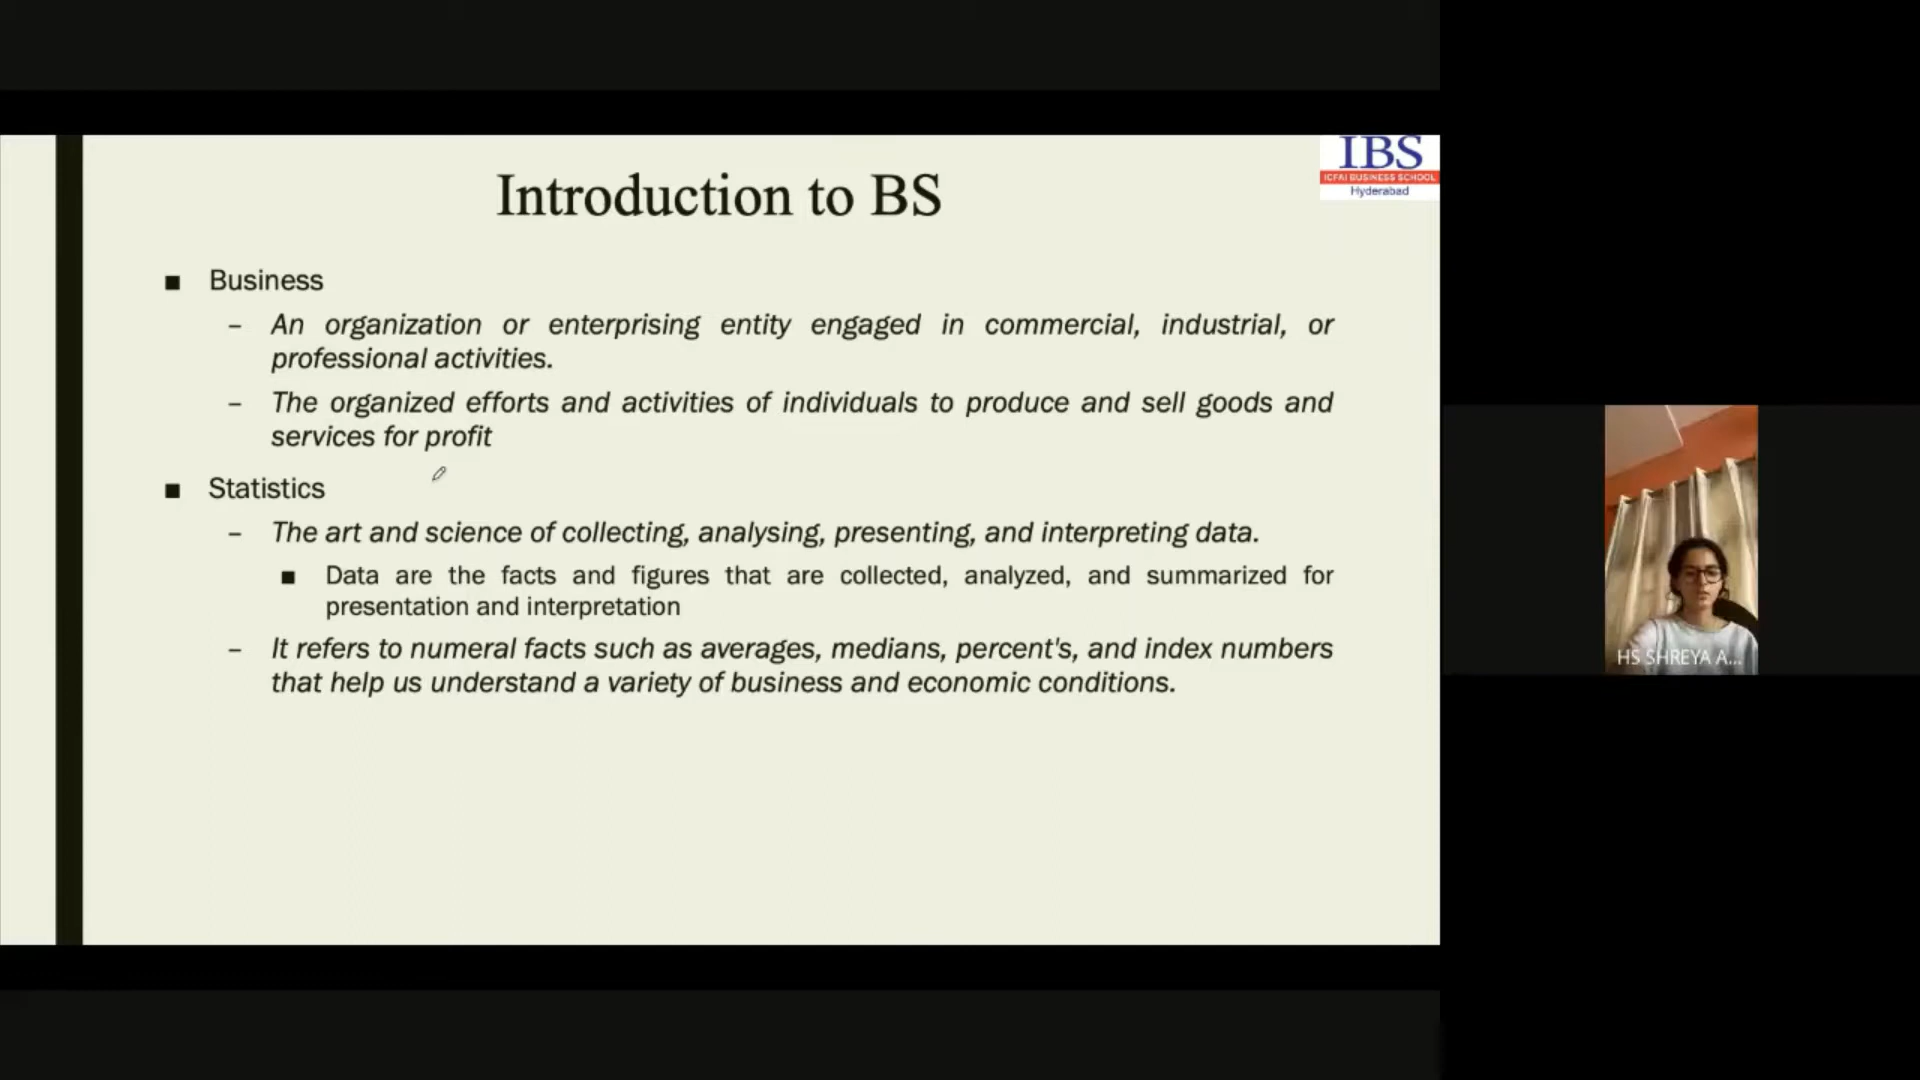 IBS
ICFAI BUSINESS SCHOOL
Hyderabad
Introduction to BS
■ Business
– An organization or enterprising entity engaged in commercial, industrial, or
professional activities.
– The organized efforts and activities of individuals to produce and sell goods and
services for profit
■ Statistics
– The art and science of collecting, analysing, presenting, and interpreting data.
■ Data are the facts and figures that are collected, analyzed, and summarized for
presentation and interpretation
– It refers to numeral facts such as averages, medians, percent's, and index numbers
that help us understand a variety of business and economic conditions.
HS SHREYA A...